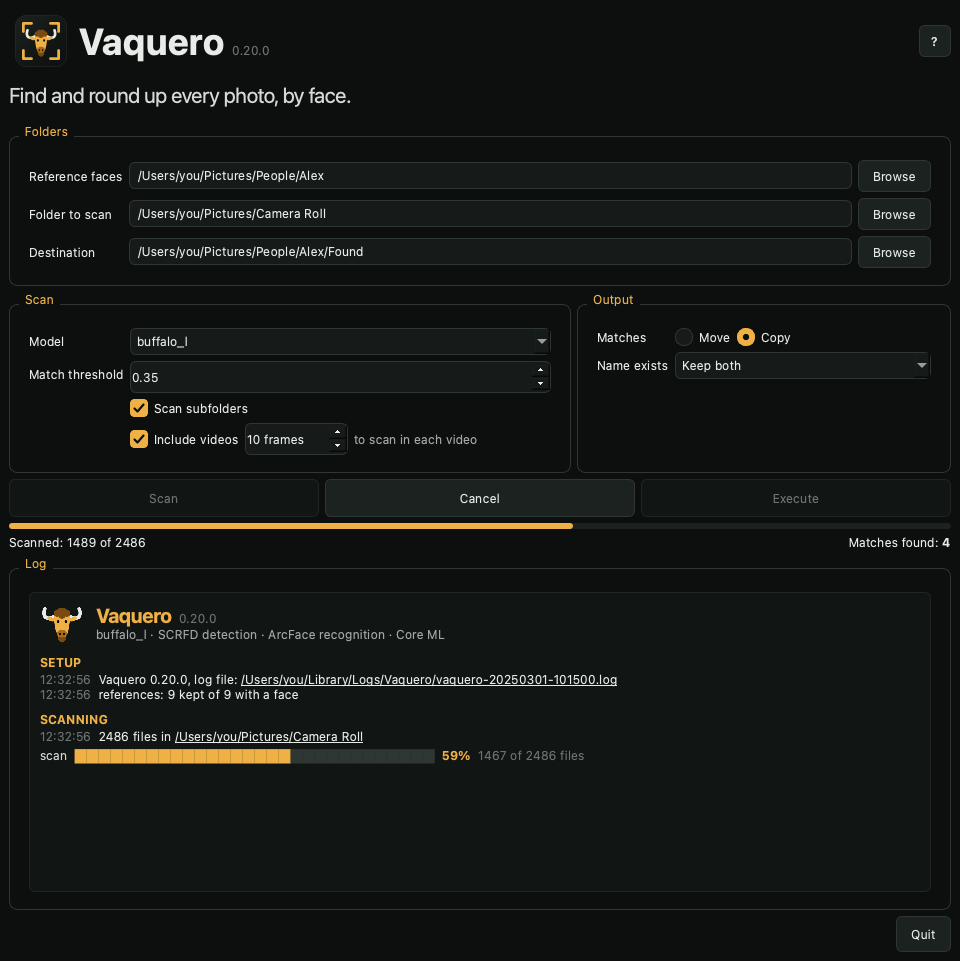 Vaquero 0.20.0
?
Find and round up every photo, by face.
Folders
Reference faces /Users/you/Pictures/People/Alex Browse
Folder to scan /Users/you/Pictures/Camera Roll Browse
Destination /Users/you/Pictures/People/Alex/Found Browse
Scan
Model buffalo_l
Match threshold 0.35
Scan subfolders
Include videos 10 frames to scan in each video
Output
Matches Move Copy
Name exists Keep both
Scan Cancel Execute
Scanned: 1489 of 2486 Matches found: 4
Log
Vaquero 0.20.0
buffalo_l · SCRFD detection · ArcFace recognition · Core ML
SETUP
12:32:56 Vaquero 0.20.0, log file: /Users/you/Library/Logs/Vaquero/vaquero-20250301-101500.log
12:32:56 references: 9 kept of 9 with a face
SCANNING
12:32:56 2486 files in /Users/you/Pictures/Camera Roll
scan 59% 1467 of 2486 files
Quit